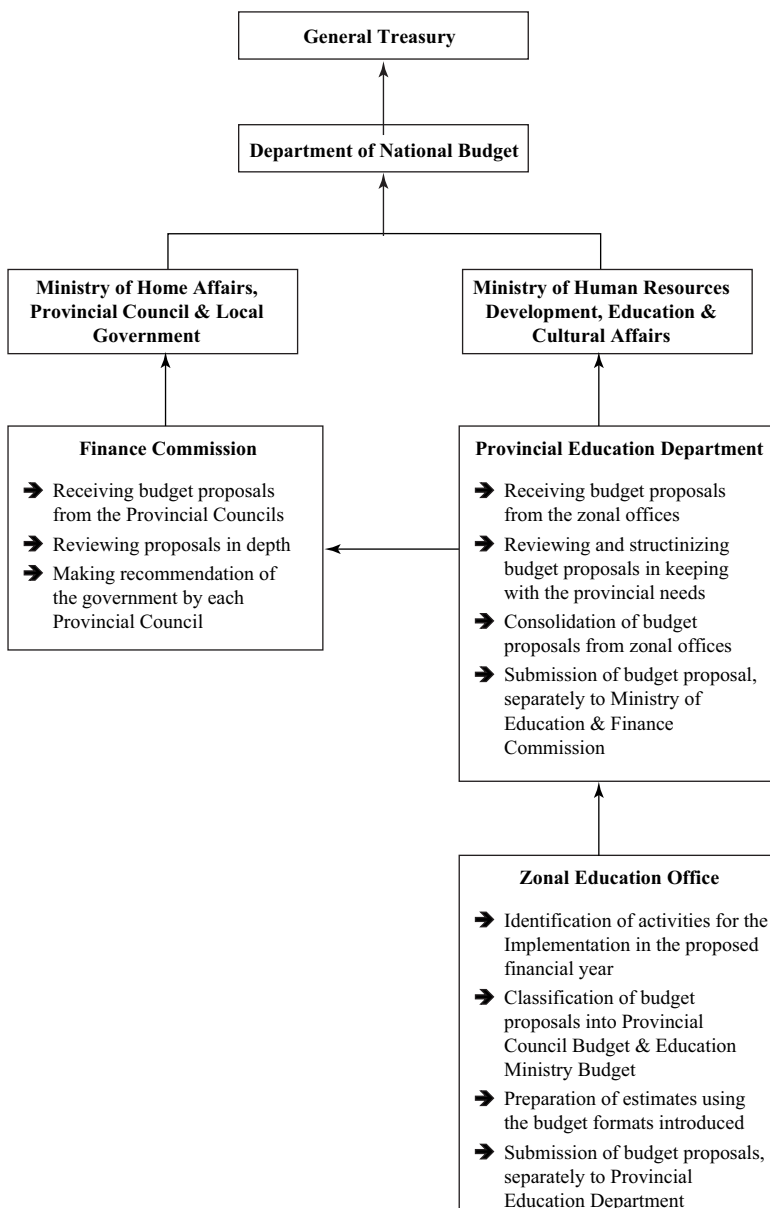 General Treasury
Department of National Budget
Ministry of Home Affairs,
Provincial Council & Local
Government
Ministry of Human Resources
Development, Education &
Cultural Affairs
Finance Commission
➔ Receiving budget proposals
from the Provincial Councils
➔ Reviewing proposals in depth
➔ Making recommendation of
the government by each
Provincial Council
Provincial Education Department
➔ Receiving budget proposals
from the zonal offices
➔ Reviewing and structinizing
budget proposals in keeping
with the provincial needs
➔ Consolidation of budget
proposals from zonal offices
➔ Submission of budget proposal,
separately to Ministry of
Education & Finance
Commission
Zonal Education Office
➔ Identification of activities for the
Implementation in the proposed
financial year
➔ Classification of budget
proposals into Provincial
Council Budget & Education
Ministry Budget
➔ Preparation of estimates using
the budget formats introduced
➔ Submission of budget proposals,
separately to Provincial
Education Department